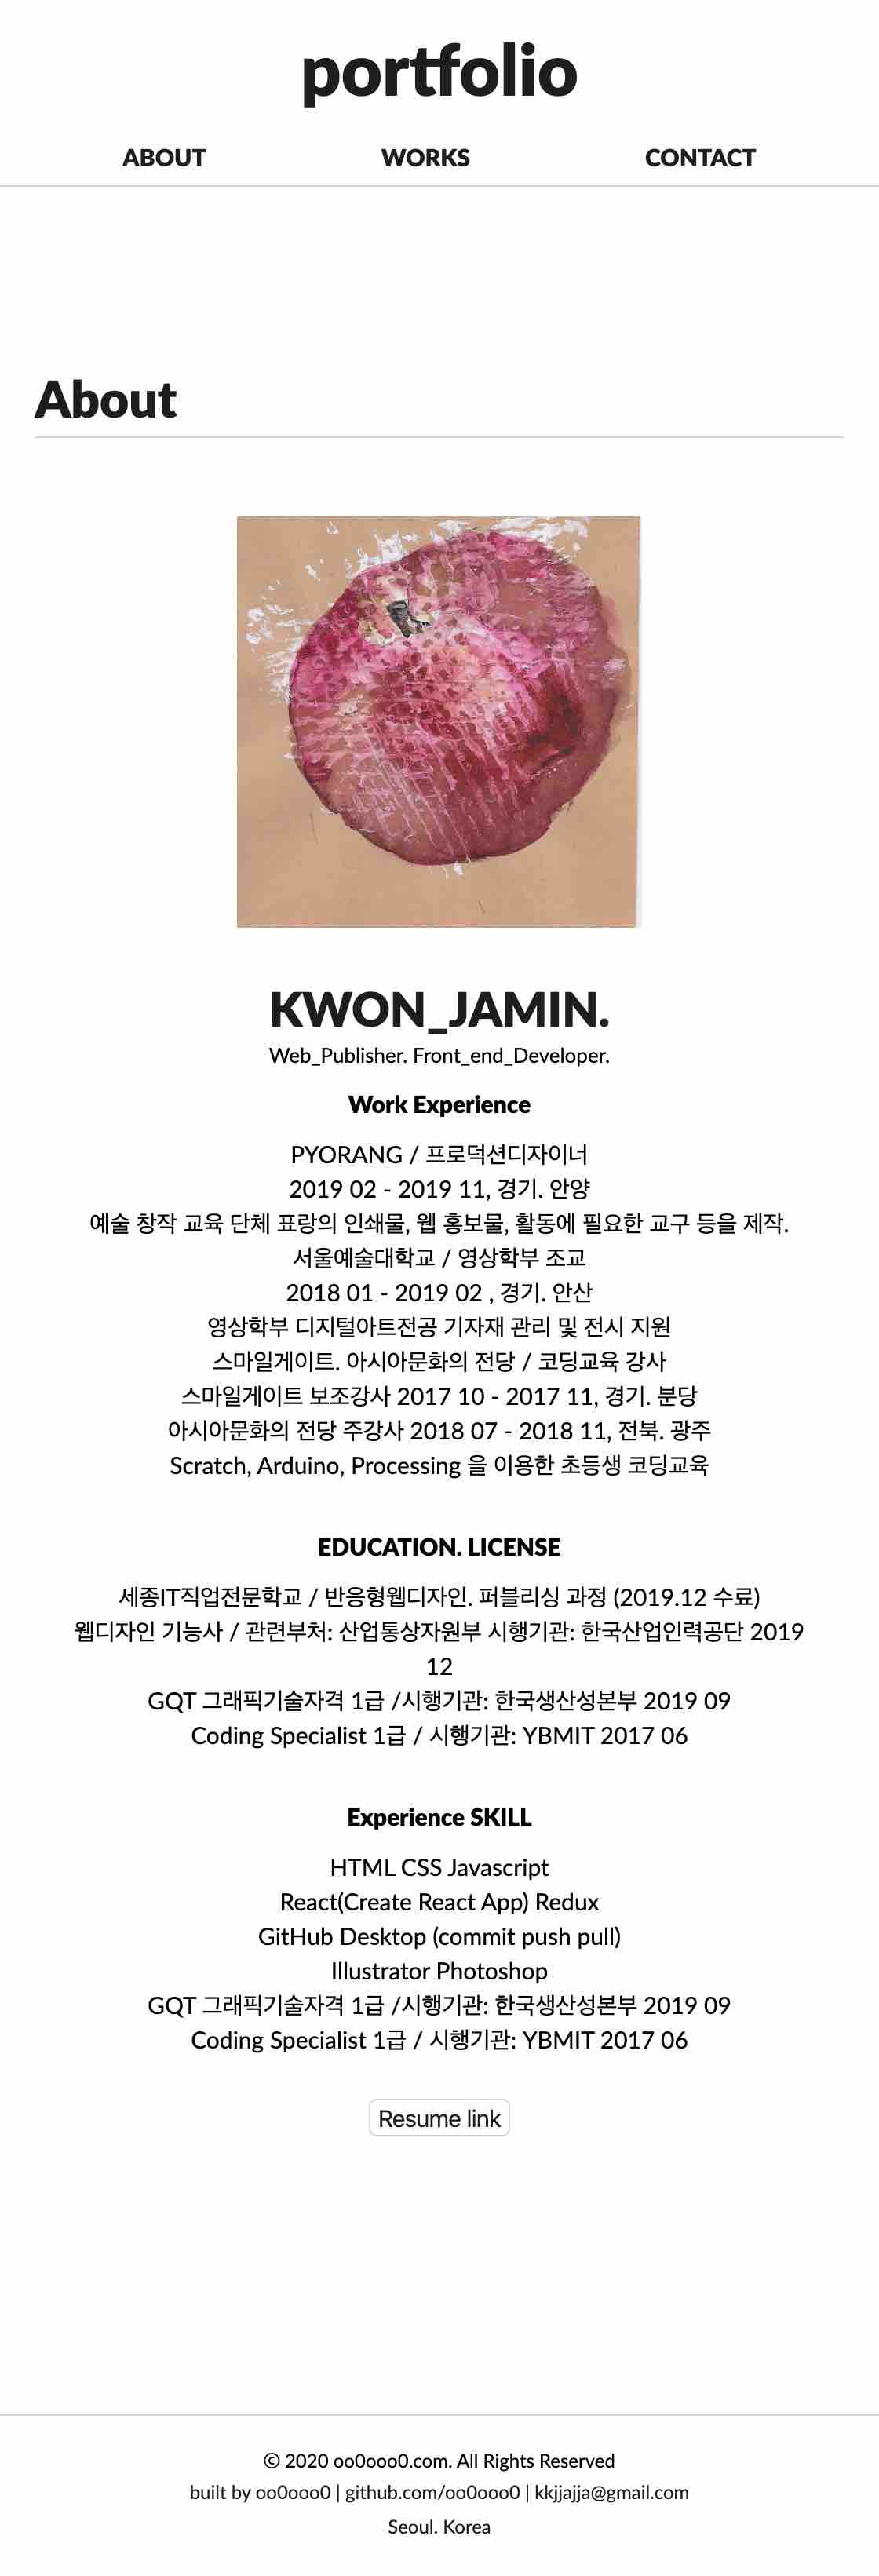 portfolio
ABOUT WORKS CONTACT
About
KWON_JAMIN.
Web_Publisher. Front_end_Developer.
Work Experience
PYORANG / 프로덕션디자이너
2019 02 - 2019 11, 경기. 안양
예술 창작 교육 단체 표랑의 인쇄물, 웹 홍보물, 활동에 필요한 교구 등을 제작.
서울예술대학교 / 영상학부 조교
2018 01 - 2019 02 , 경기. 안산
영상학부 디지털아트전공 기자재 관리 및 전시 지원
스마일게이트. 아시아문화의 전당 / 코딩교육 강사
스마일게이트 보조강사 2017 10 - 2017 11, 경기. 분당
아시아문화의 전당 주강사 2018 07 - 2018 11, 전북. 광주
Scratch, Arduino, Processing 을 이용한 초등생 코딩교육
EDUCATION. LICENSE
세종IT직업전문학교 / 반응형웹디자인. 퍼블리싱 과정 (2019.12 수료)
웹디자인 기능사 / 관련부처: 산업통상자원부 시행기관: 한국산업인력공단 2019
12
GQT 그래픽기술자격 1급 /시행기관: 한국생산성본부 2019 09
Coding Specialist 1급 / 시행기관: YBMIT 2017 06
Experience SKILL
HTML CSS Javascript
React(Create React App) Redux
GitHub Desktop (commit push pull)
Illustrator Photoshop
GQT 그래픽기술자격 1급 /시행기관: 한국생산성본부 2019 09
Coding Specialist 1급 / 시행기관: YBMIT 2017 06
Resume link
© 2020 oo0ooo0.com. All Rights Reserved
built by oo0ooo0 | github.com/oo0ooo0 | kkjjajja@gmail.com
Seoul. Korea